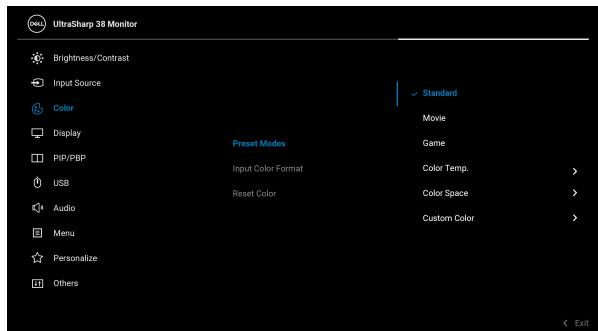 DELL UltraSharp 38 Monitor
Brightness/Contrast
Input Source
Color
Display
PIP/PBP
USB
Audio
Menu
Personalize
Others
Preset Modes
Input Color Format
Reset Color
Standard
Movie
Game
Color Temp.
Color Space
Custom Color
Exit